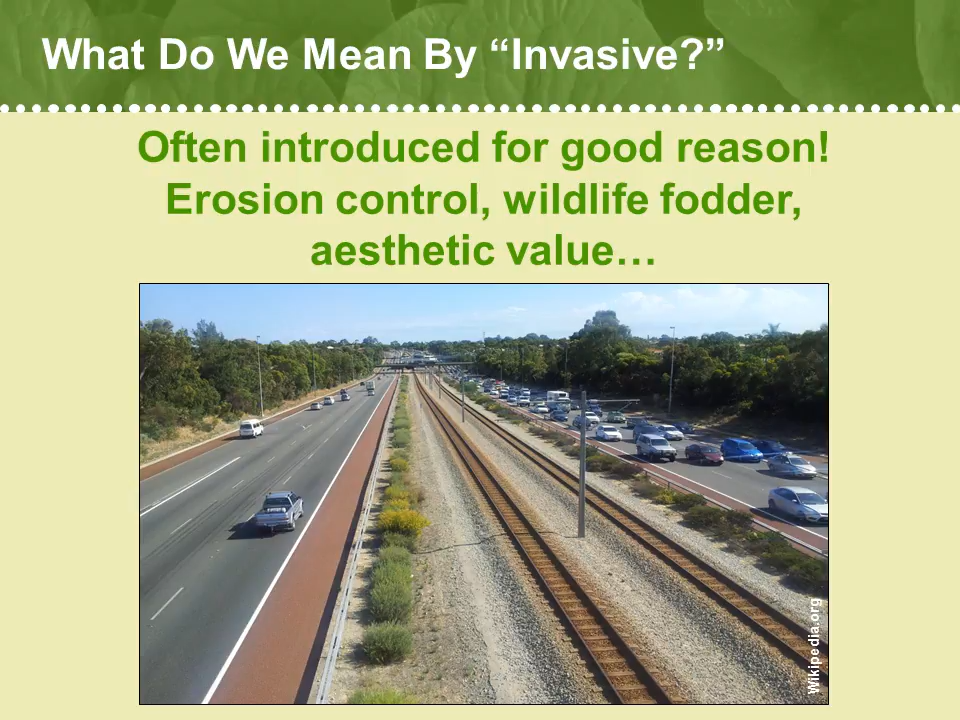 What Do We Mean By “Invasive?”
Often introduced for good reason!
Erosion control, wildlife fodder,
aesthetic value…
Wikipedia.org